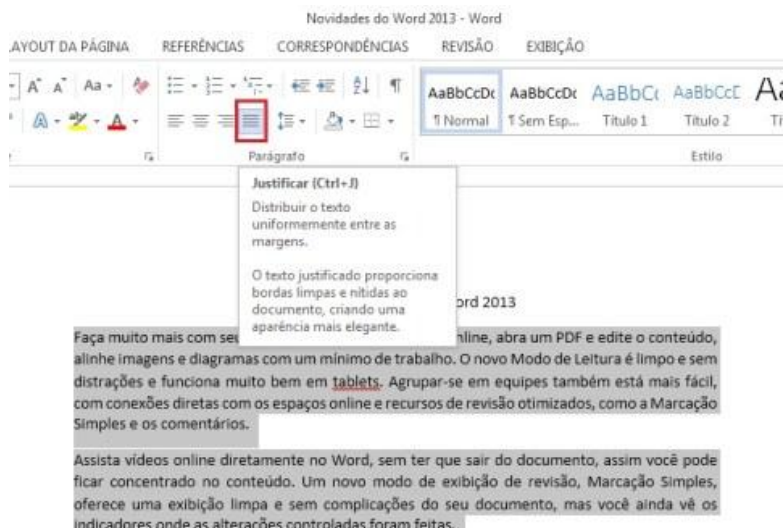 Novidades do Word 2013 - Word
AYOUT DA PÁGINA REFERÊNCIAS CORRESPONDÊNCIAS REVISÃO EXIBIÇÃO
AaBbCcDc AaBbCcDc AaBbCc AaBbCcD Aa
¶ Normal ¶ Sem Esp... Título 1 Título 2 Tí
Parágrafo Estilo
Justificar (Ctrl+J)
Distribuir o texto
uniformemente entre as
margens.
O texto justificado proporciona
bordas limpas e nítidas ao
documento, criando uma
aparência mais elegante.
ord 2013
Faça muito mais com seu nline, abra um PDF e edite o conteúdo,
alinhe imagens e diagramas com um mínimo de trabalho. O novo Modo de Leitura é limpo e sem
distrações e funciona muito bem em tablets. Agrupar-se em equipes também está mais fácil,
com conexões diretas com os espaços online e recursos de revisão otimizados, como a Marcação
Simples e os comentários.
Assista vídeos online diretamente no Word, sem ter que sair do documento, assim você pode
ficar concentrado no conteúdo. Um novo modo de exibição de revisão, Marcação Simples,
oferece uma exibição limpa e sem complicações do seu documento, mas você ainda vê os
indicadores onde as alterações controladas foram feitas.